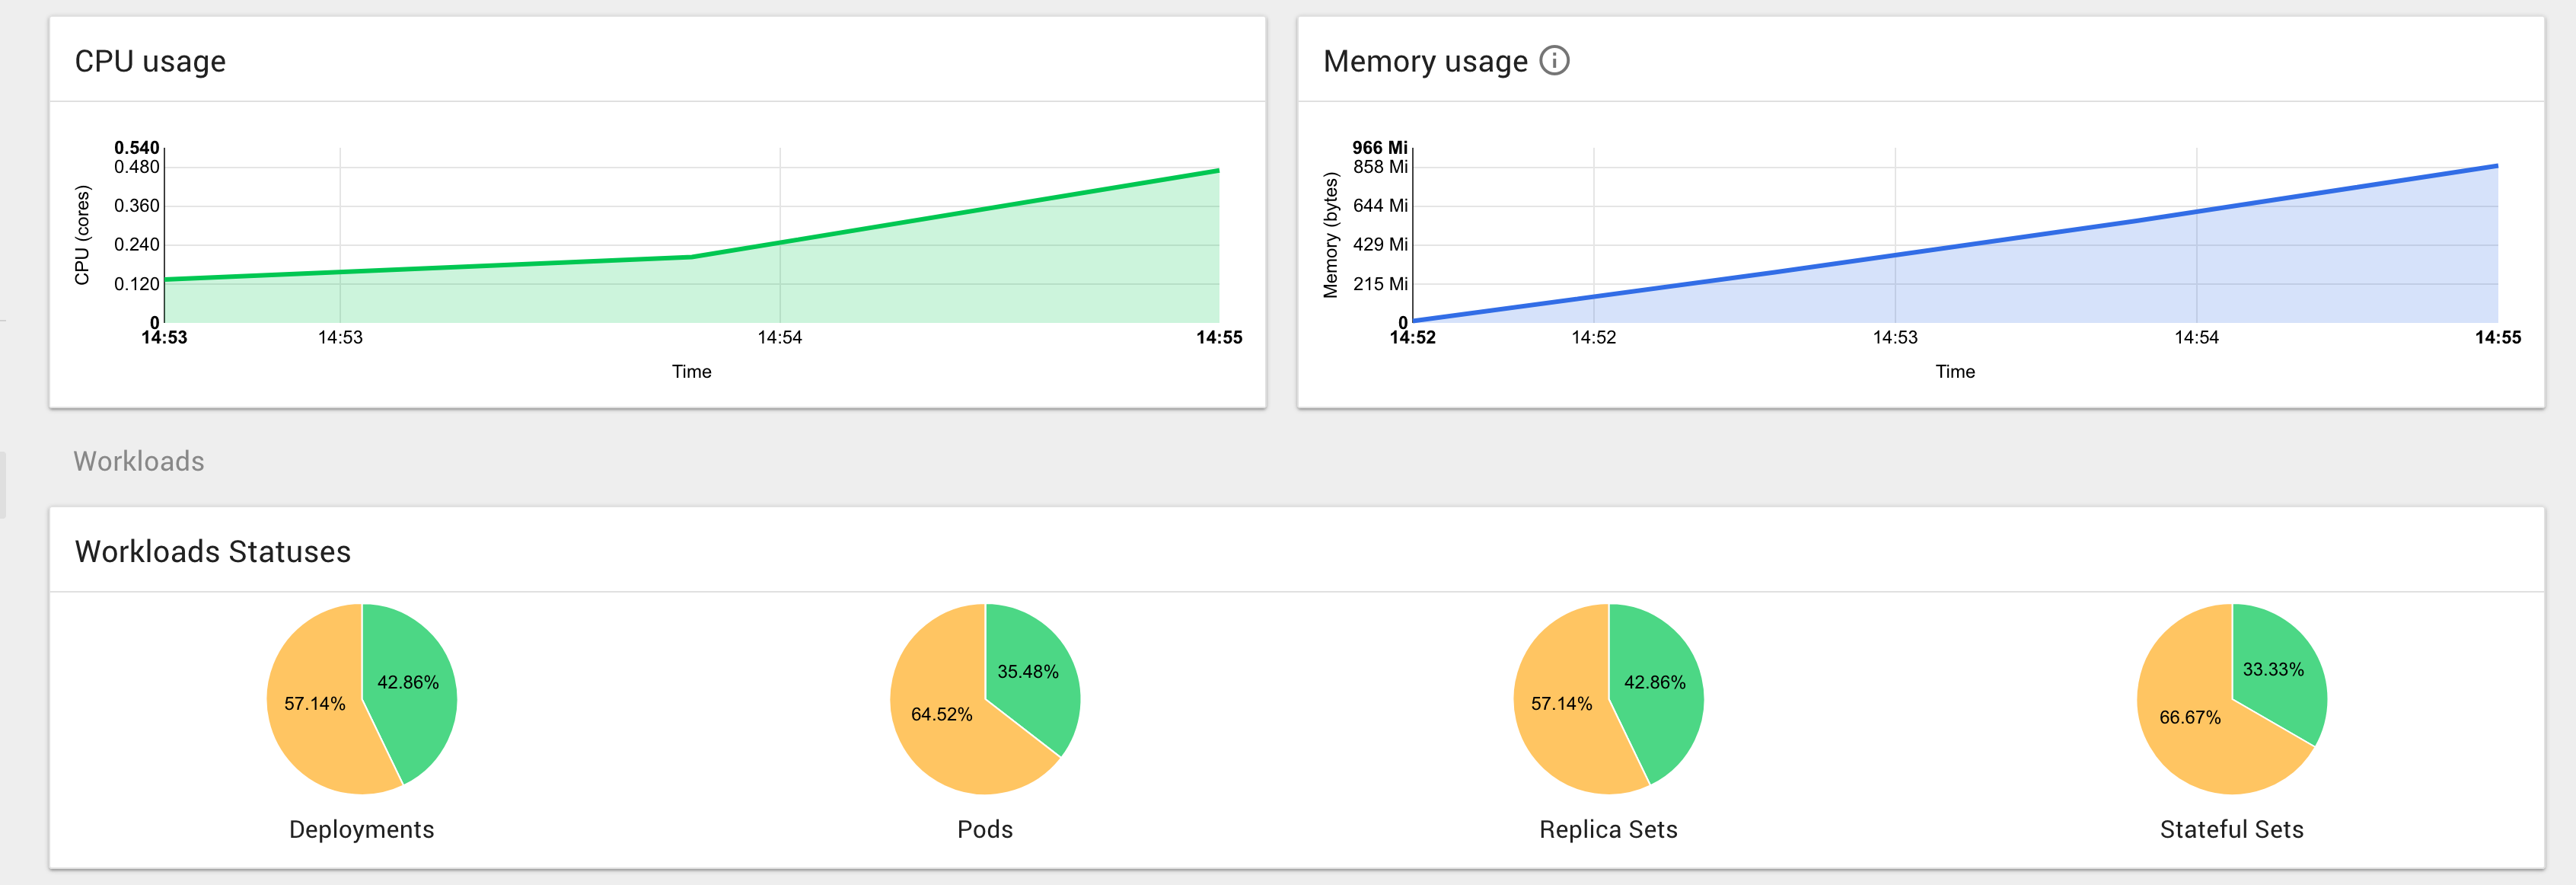 CPU usage
0.540
0.480
0.360
0.240
0.120
0
CPU (cores)
14:53
14:53
14:54
14:55
Time
Memory usage
966 Mi
858 Mi
644 Mi
429 Mi
215 Mi
0
Memory (bytes)
14:52
14:52
14:53
14:54
14:55
Time
Workloads
Workloads Statuses
42.86%
57.14%
Deployments
35.48%
64.52%
Pods
42.86%
57.14%
Replica Sets
33.33%
66.67%
Stateful Sets